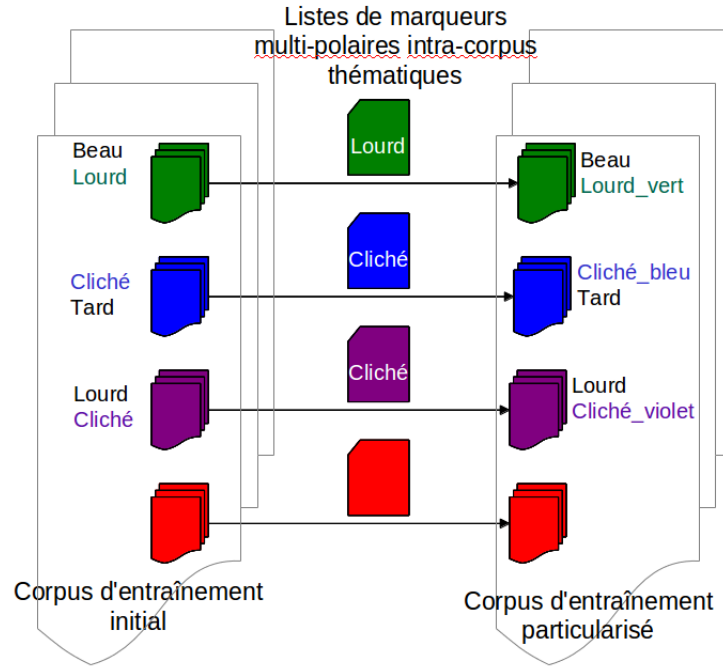 Listes de marqueurs
multi-polaires intra-corpus
thématiques
Beau
Lourd
Lourd
Beau
Lourd_vert
Cliché
Tard
Cliché
Cliché_bleu
Tard
Lourd
Cliché
Cliché
Lourd
Cliché_violet
Corpus d'entraînement
initial
Corpus d'entraînement
particularisé